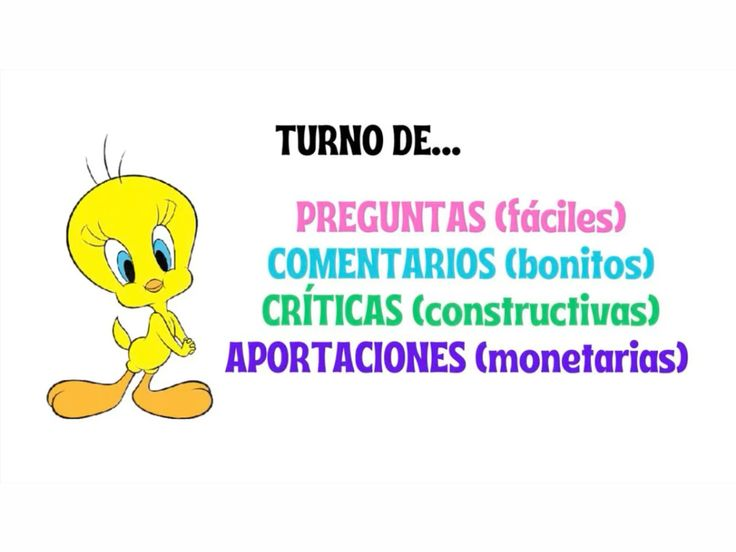 TURNO DE...
PREGUNTAS (fáciles)
COMENTARIOS (bonitos)
CRÍTICAS (constructivas)
APORTACIONES (monetarias)